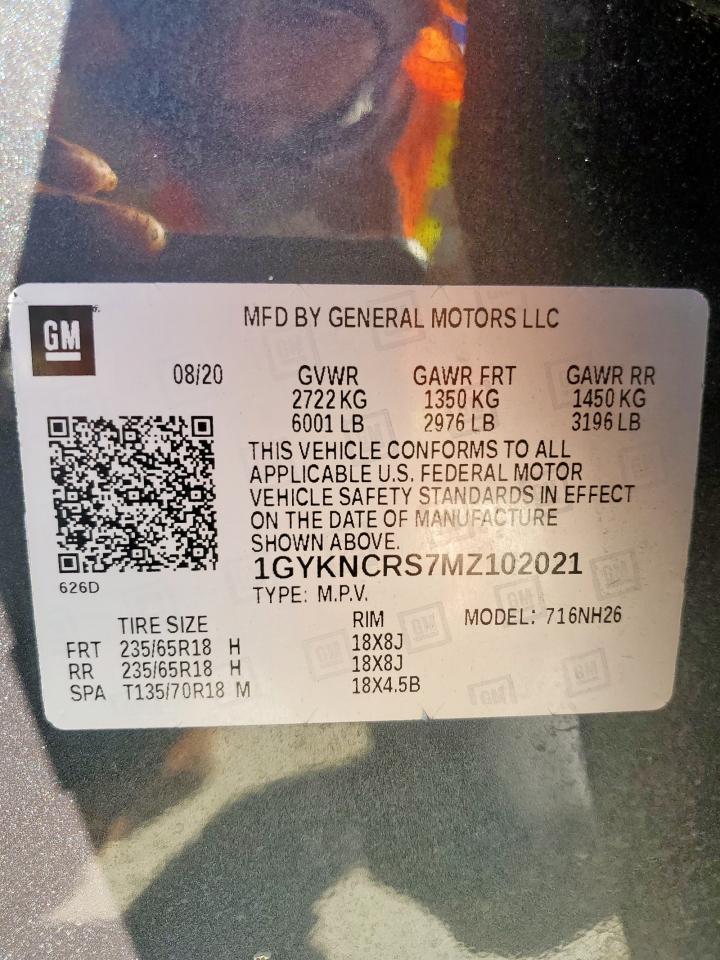 GM
MFD BY GENERAL MOTORS LLC
08/20 GVWR GAWR FRT GAWR RR
2722 KG 1350 KG 1450 KG
6001 LB 2976 LB 3196 LB
THIS VEHICLE CONFORMS TO ALL
APPLICABLE U.S. FEDERAL MOTOR
VEHICLE SAFETY STANDARDS IN EFFECT
ON THE DATE OF MANUFACTURE
SHOWN ABOVE.
626D
1GYKNCRS7MZ102021
TYPE: M.P.V.
TIRE SIZE RIM MODEL: 716NH26
FRT 235/65R18 H 18X8J
RR 235/65R18 H 18X8J
SPA T135/70R18 M 18X4.5B